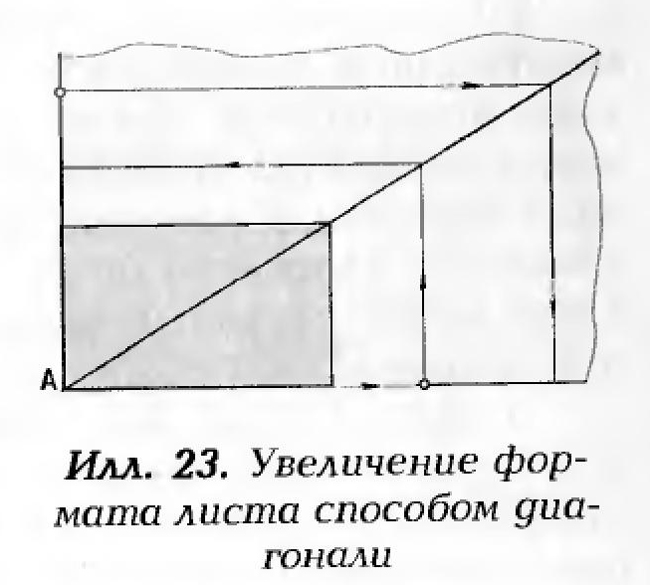 А
Илл. 23. Увеличение фор-
мата листа способом диа-
гонали